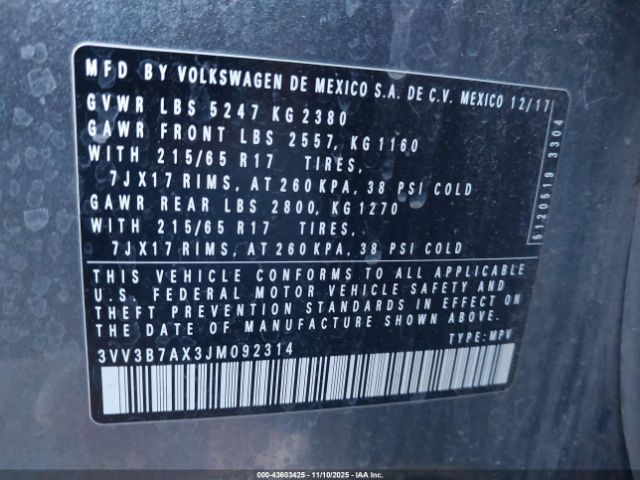 MFD BY VOLKSWAGEN DE MEXICO S.A. DE C.V. MEXICO 12/17
GVWR LBS 5247 KG 2380
GAWR FRONT LBS 2557, KG 1160
WITH 215/65 R17 TIRES,
7JX17 RIMS, AT 260 KPA, 38 PSI COLD
GAWR REAR LBS 2800, KG 1270
WITH 215/65 R17 TIRES,
7JX17 RIMS, AT 260 KPA, 38 PSI COLD
THIS VEHICLE CONFORMS TO ALL APPLICABLE
U.S. FEDERAL MOTOR VEHICLE SAFETY AND
THEFT PREVENTION STANDARDS IN EFFECT ON
THE DATE OF MANUFACTURE SHOWN ABOVE.
3VV3B7AX3JM092314 TYPE: MPV
5120519 3304
000-43603425 - 11/10/2025 - IAA Inc.